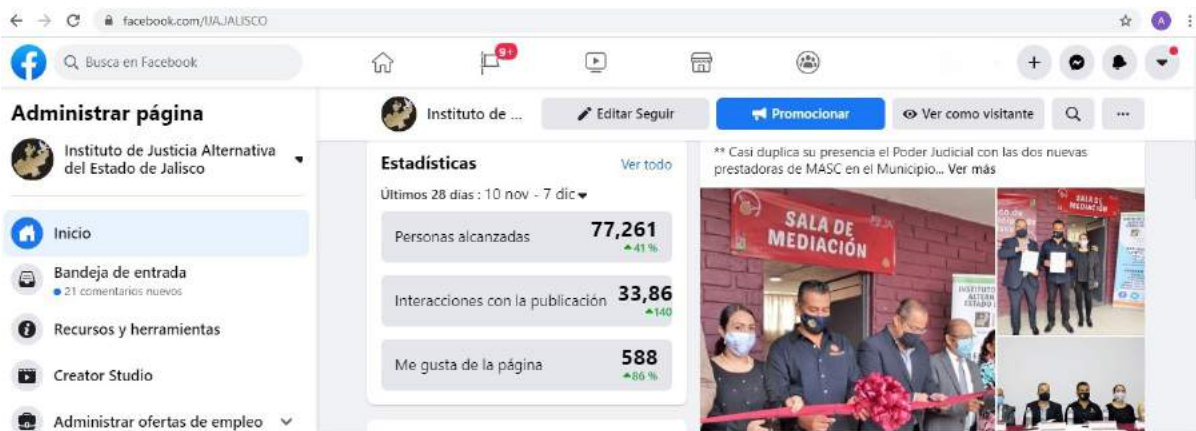 facebook.com/IJAJALISCO
Busca en Facebook
9+
A
Administrar página
Instituto de Justicia Alternativa
del Estado de Jalisco
Inicio
Bandeja de entrada
21 comentarios nuevos
Recursos y herramientas
Creator Studio
Administrar ofertas de empleo
Instituto de ...
Editar Seguir
Promocionar
Ver como visitante
Estadísticas
Ver todo
Últimos 28 días : 10 nov - 7 dic
Personas alcanzadas
77,261
41 %
Interacciones con la publicación
33,86
140
Me gusta de la página
588
86 %
** Casi duplica su presencia el Poder Judicial con las dos nuevas
prestadoras de MASC en el Municipio... Ver más
SALA DE
MEDIACIÓN
SALA DE
MEDIACIÓN